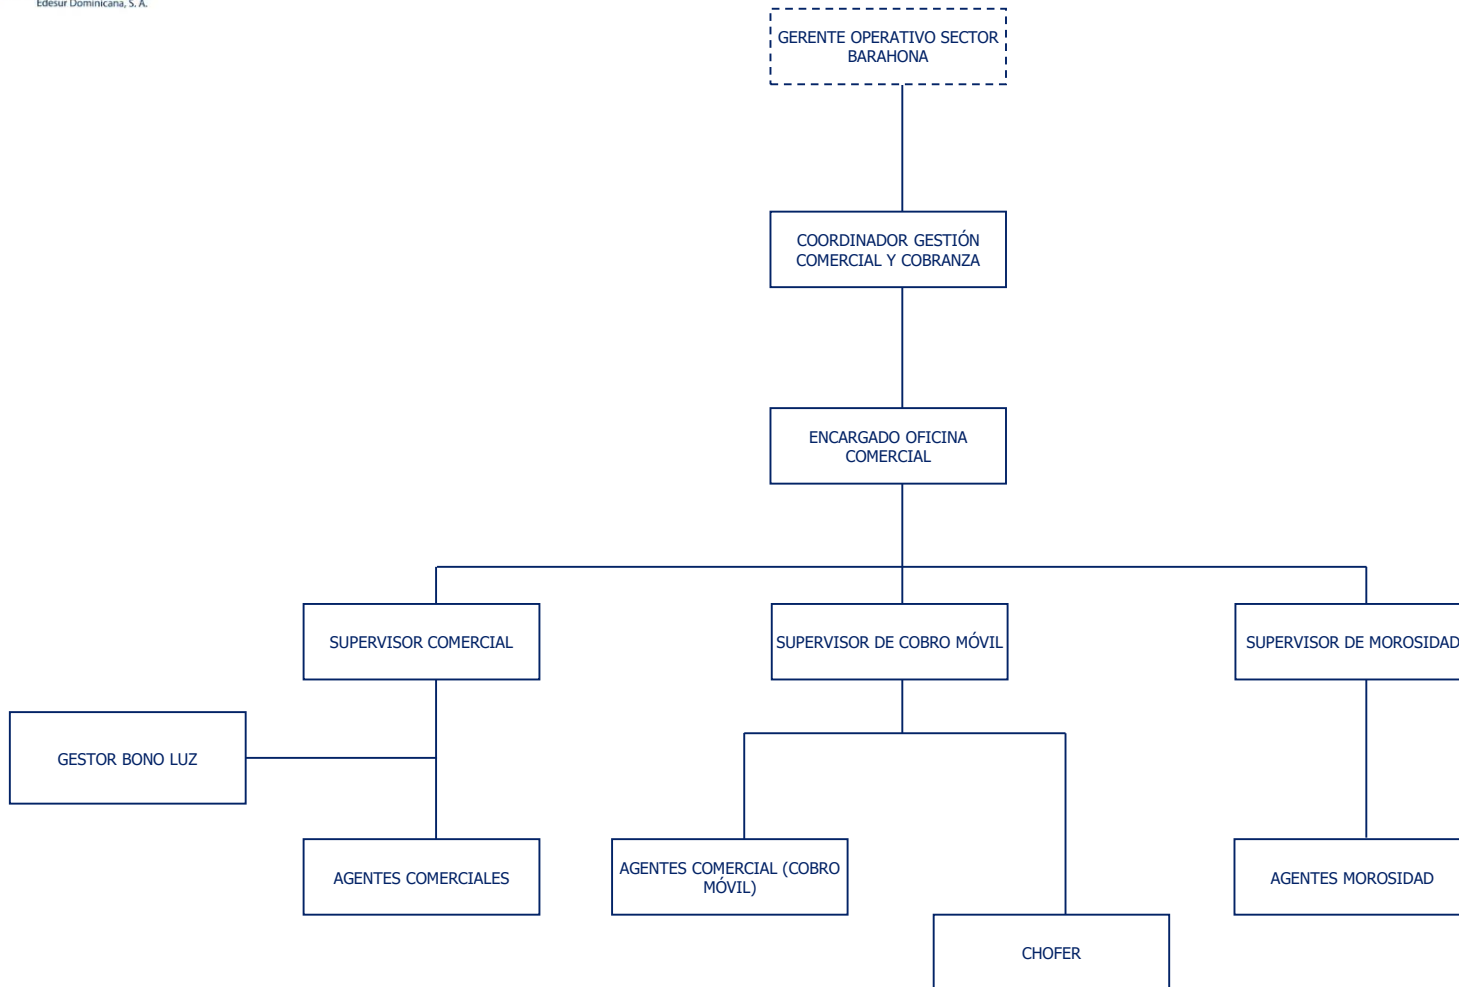 Edesur Dominicana, S. A.
GERENTE OPERATIVO SECTOR
BARAHONA
COORDINADOR GESTIÓN
COMERCIAL Y COBRANZA
ENCARGADO OFICINA
COMERCIAL
SUPERVISOR COMERCIAL
SUPERVISOR DE COBRO MÓVIL
SUPERVISOR DE MOROSIDAD
GESTOR BONO LUZ
AGENTES COMERCIALES
AGENTES COMERCIAL (COBRO
MÓVIL)
AGENTES MOROSIDAD
CHOFER